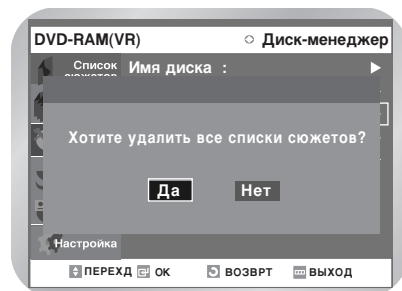 DVD-RAM(VR) Диск-менеджер
Список
сюжетов Имя диска :
Хотите удалить все списки сюжетов?
Да Нет
Настройка
ПЕРЕХД ОК ВОЗВРТ ВЫХОД